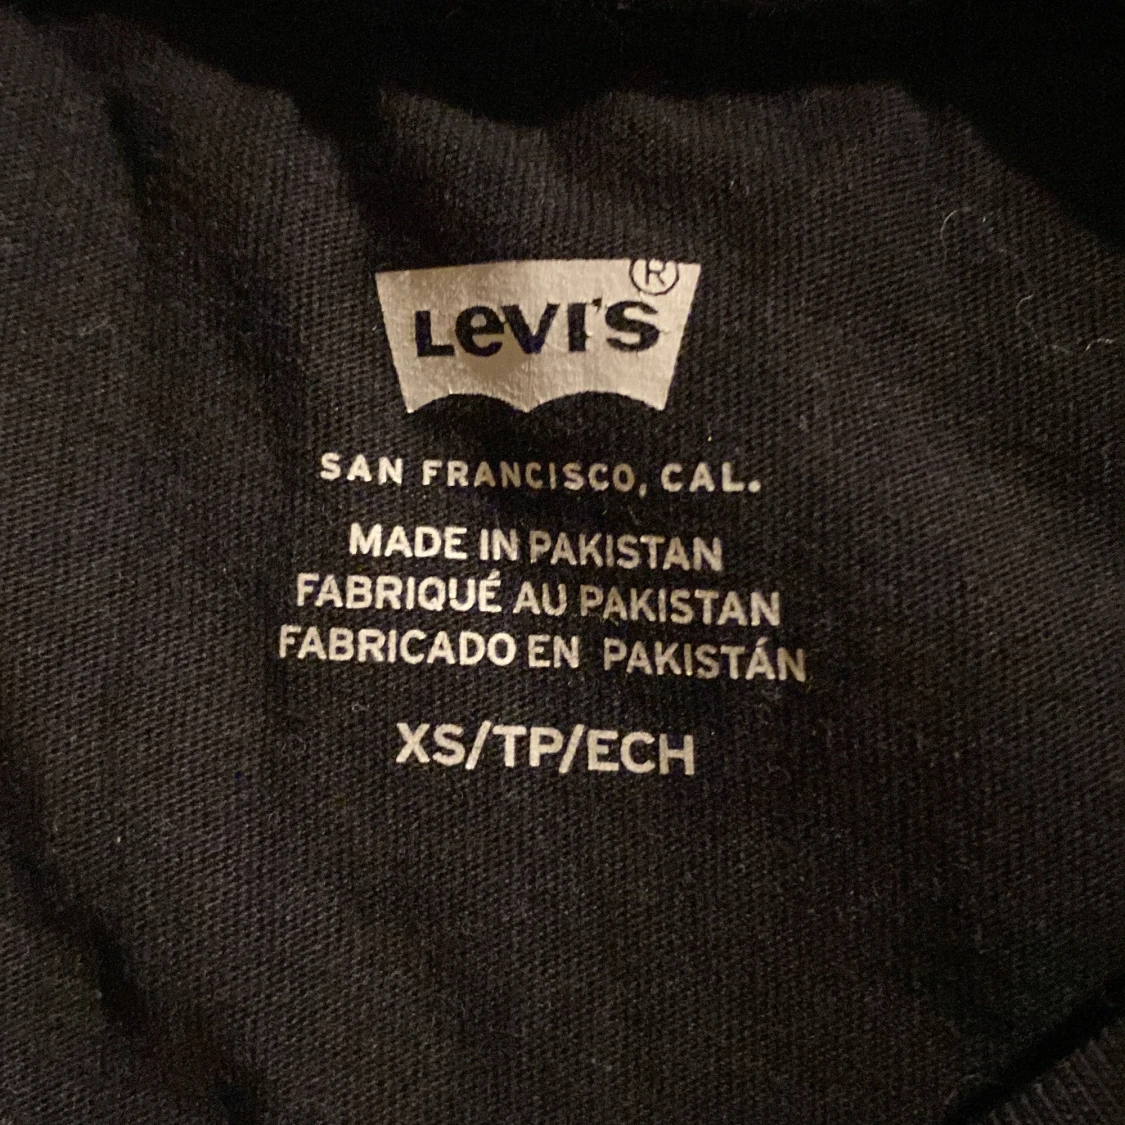 LEVI'S®
SAN FRANCISCO, CAL.
MADE IN PAKISTAN
FABRIQUÉ AU PAKISTAN
FABRICADO EN PAKISTÁN
XS/TP/ECH